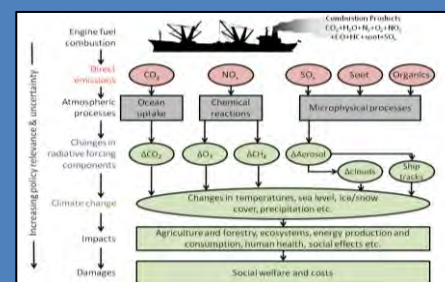 Engine fuel
combustion
Combustion Products
CO₂+H₂O+N₂+O₂+NOₓ
+CO+HC+soot+SOₓ
Direct
emissions
CO₂
NOₓ
SOₓ
Soot
Organics
Atmospheric
processes
Ocean
uptake
Chemical
reactions
Microphysical processes
Changes in
radiative forcing
components
ΔCO₂
ΔO₃
ΔCH₄
ΔAerosol
Δclouds
Ship
tracks
Climate change
Changes in temperatures, sea level, ice/snow
cover, precipitation etc.
Impacts
Agriculture and forestry, ecosystems, energy production and
consumption, human health, social effects etc.
Damages
Social welfare and costs
Increasing policy relevance & uncertainty